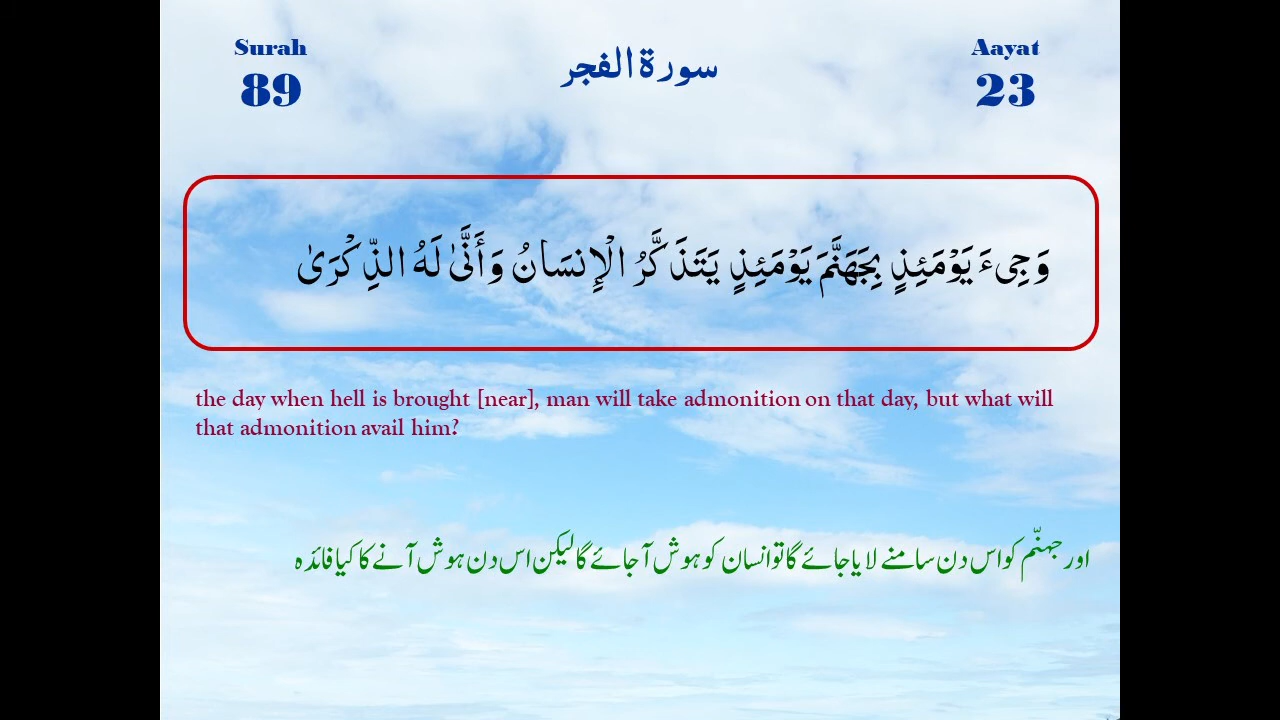 Surah
89
سورة الفجر
Aayat
23
وَجِيءَ يَوْمَئِذٍ بِجَهَنَّمَ يَوْمَئِذٍ يَتَذَكَّرُ الْإِنسَانُ وَأَنَّىٰ لَهُ الذِّكْرَىٰ
the day when hell is brought [near], man will take admonition on that day, but what will
that admonition avail him?
اور جہنّم کو اس دن سامنے لایا جائے گا تو انسان کو ہوش آ جائے گا لیکن اس دن ہوش آنے کا کیا فائدہ